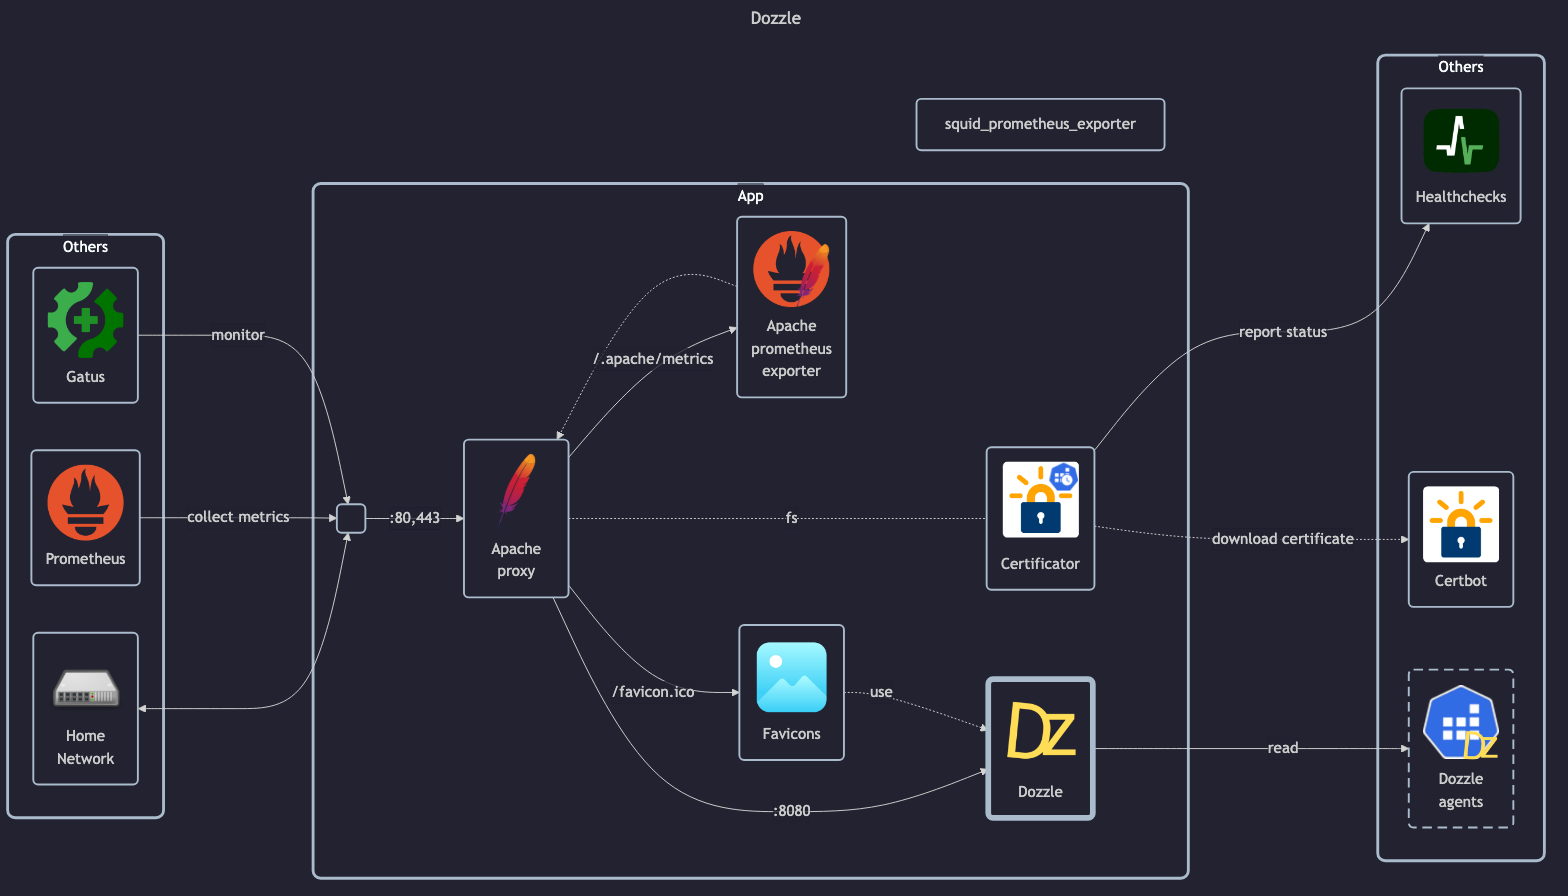 Dozzle
squid_prometheus_exporter
Others
Gatus
Prometheus
Home
Network
monitor
collect metrics
:80,443
App
Apache
prometheus
exporter
/.apache/metrics
Apache
proxy
fs
Certificator
/favicon.ico
Favicons
use
:8080
DZ
Dozzle
report status
download certificate
read
Others
Healthchecks
Certbot
DZ
Dozzle
agents